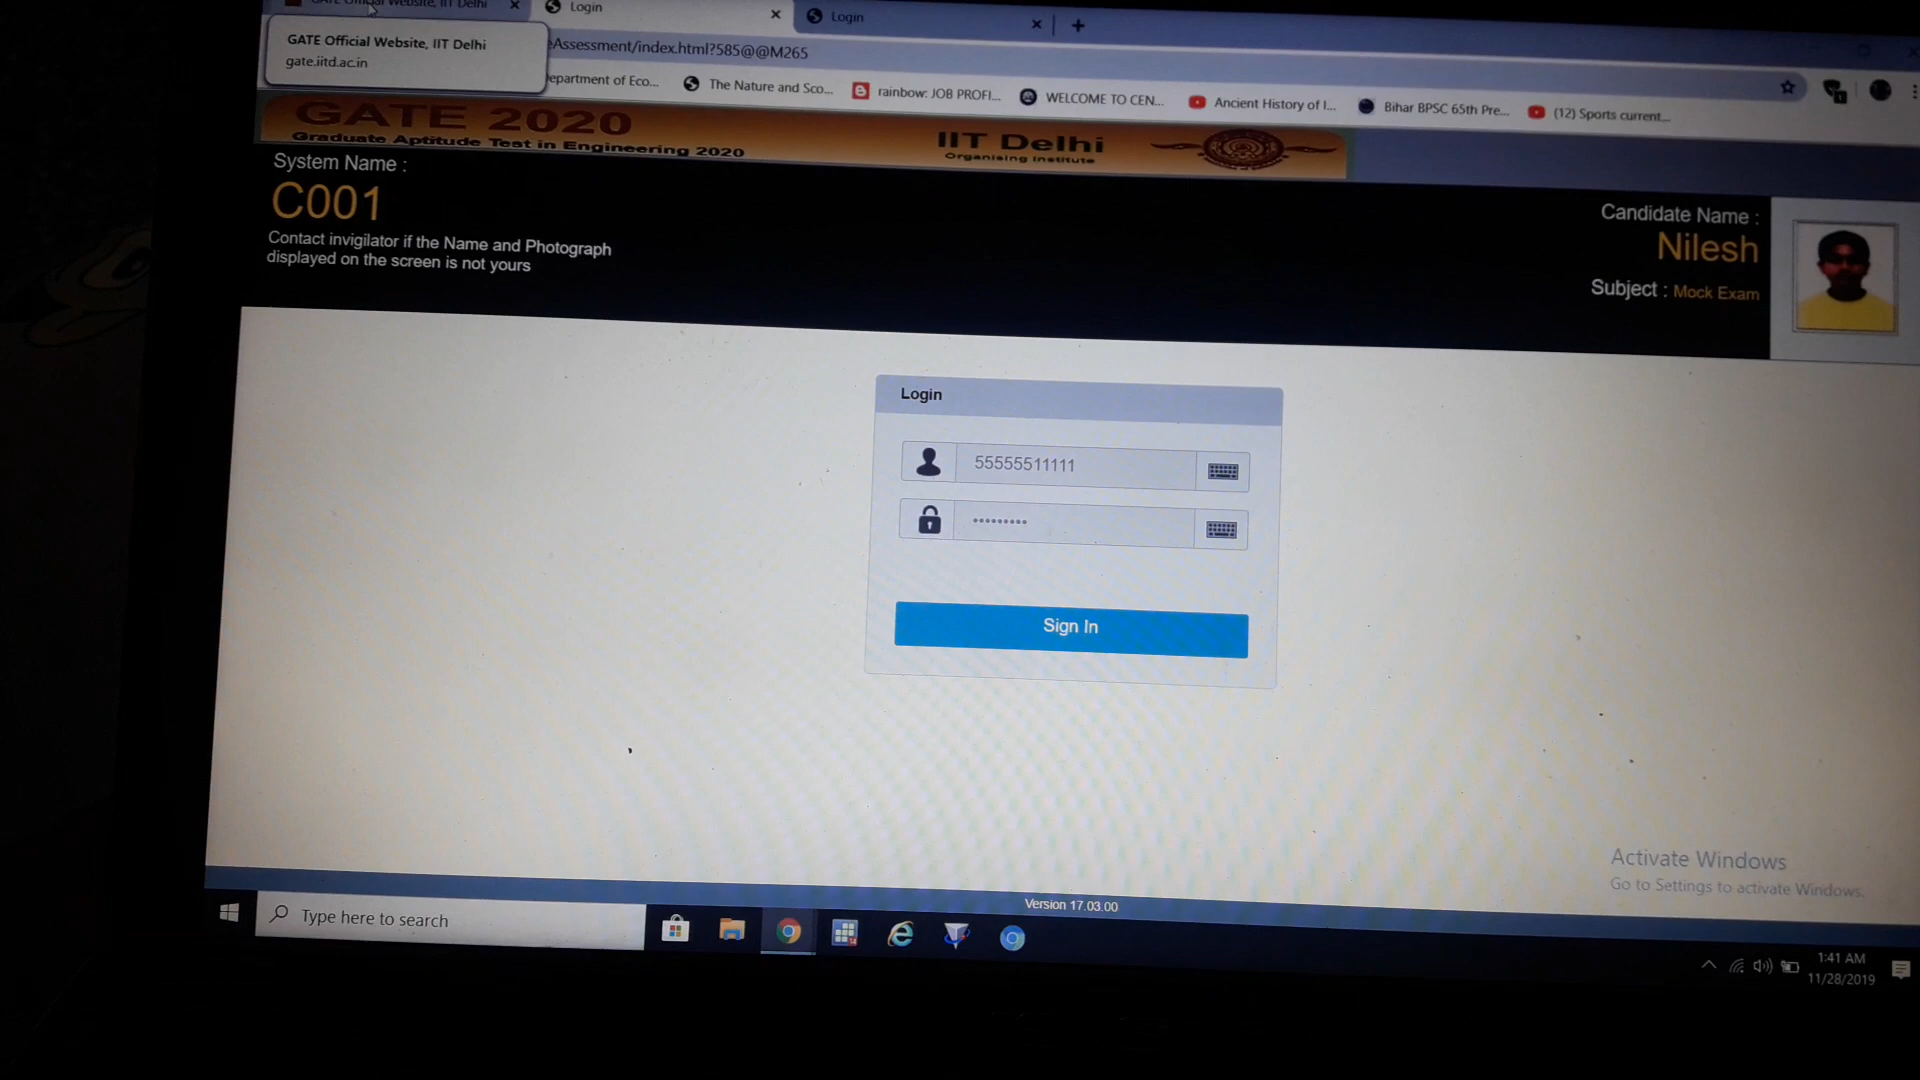 GATE Official Website, IIT Delhi
Login
Login
GATE Official Website, IIT Delhi
gate.iitd.ac.in
eAssessment/index.html?585@@M265
epartment of Eco...
The Nature and Sco...
rainbow: JOB PROFI...
WELCOME TO CEN...
Ancient History of I...
Bihar BPSC 65th Pre...
(12) Sports current...
GATE 2020
Graduate Aptitude Test in Engineering 2020
IIT Delhi
Organising Institute
System Name :
C001
Contact invigilator if the Name and Photograph
displayed on the screen is not yours
Candidate Name :
Nilesh
Subject : Mock Exam
Login
55555511111
Sign In
Activate Windows
Go to Settings to activate Windows.
Version 17.03.00
Type here to search
1:41 AM
11/28/2019